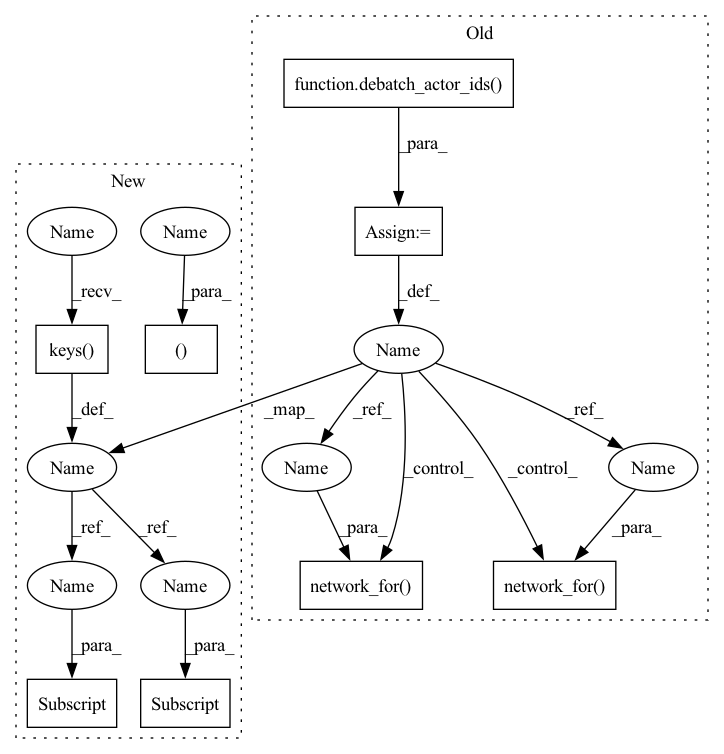 Old
function.debatch_actor_ids()
_para_
New
Name
Name
Assign:=
_recv_
_para_
_def_
keys()
()
Name
_def_
_map_
_ref_
_ref_
Name
Name
_control_
_control_
Name
_ref_
_ref_
_para_
_para_
Name
Name
network_for()
network_for()
_para_
_para_
Subscript
Subscript